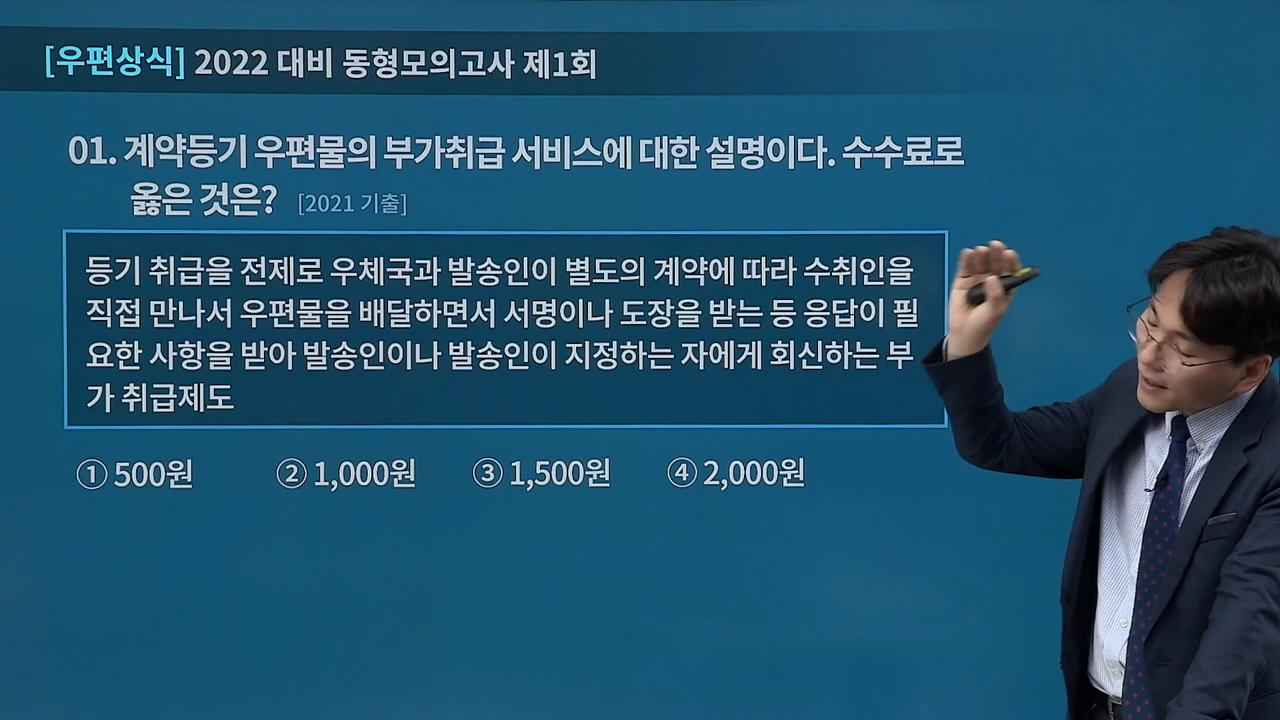 [우편상식] 2022 대비 동형모의고사 제1회
01. 계약등기 우편물의 부가취급 서비스에 대한 설명이다. 수수료로
옳은 것은? [2021 기출]
등기 취급을 전제로 우체국과 발송인이 별도의 계약에 따라 수취인을
직접 만나서 우편물을 배달하면서 서명이나 도장을 받는 등 응답이 필
요한 사항을 받아 발송인이나 발송인이 지정하는 자에게 회신하는 부
가 취급제도
① 500원 ② 1,000원 ③ 1,500원 ④ 2,000원